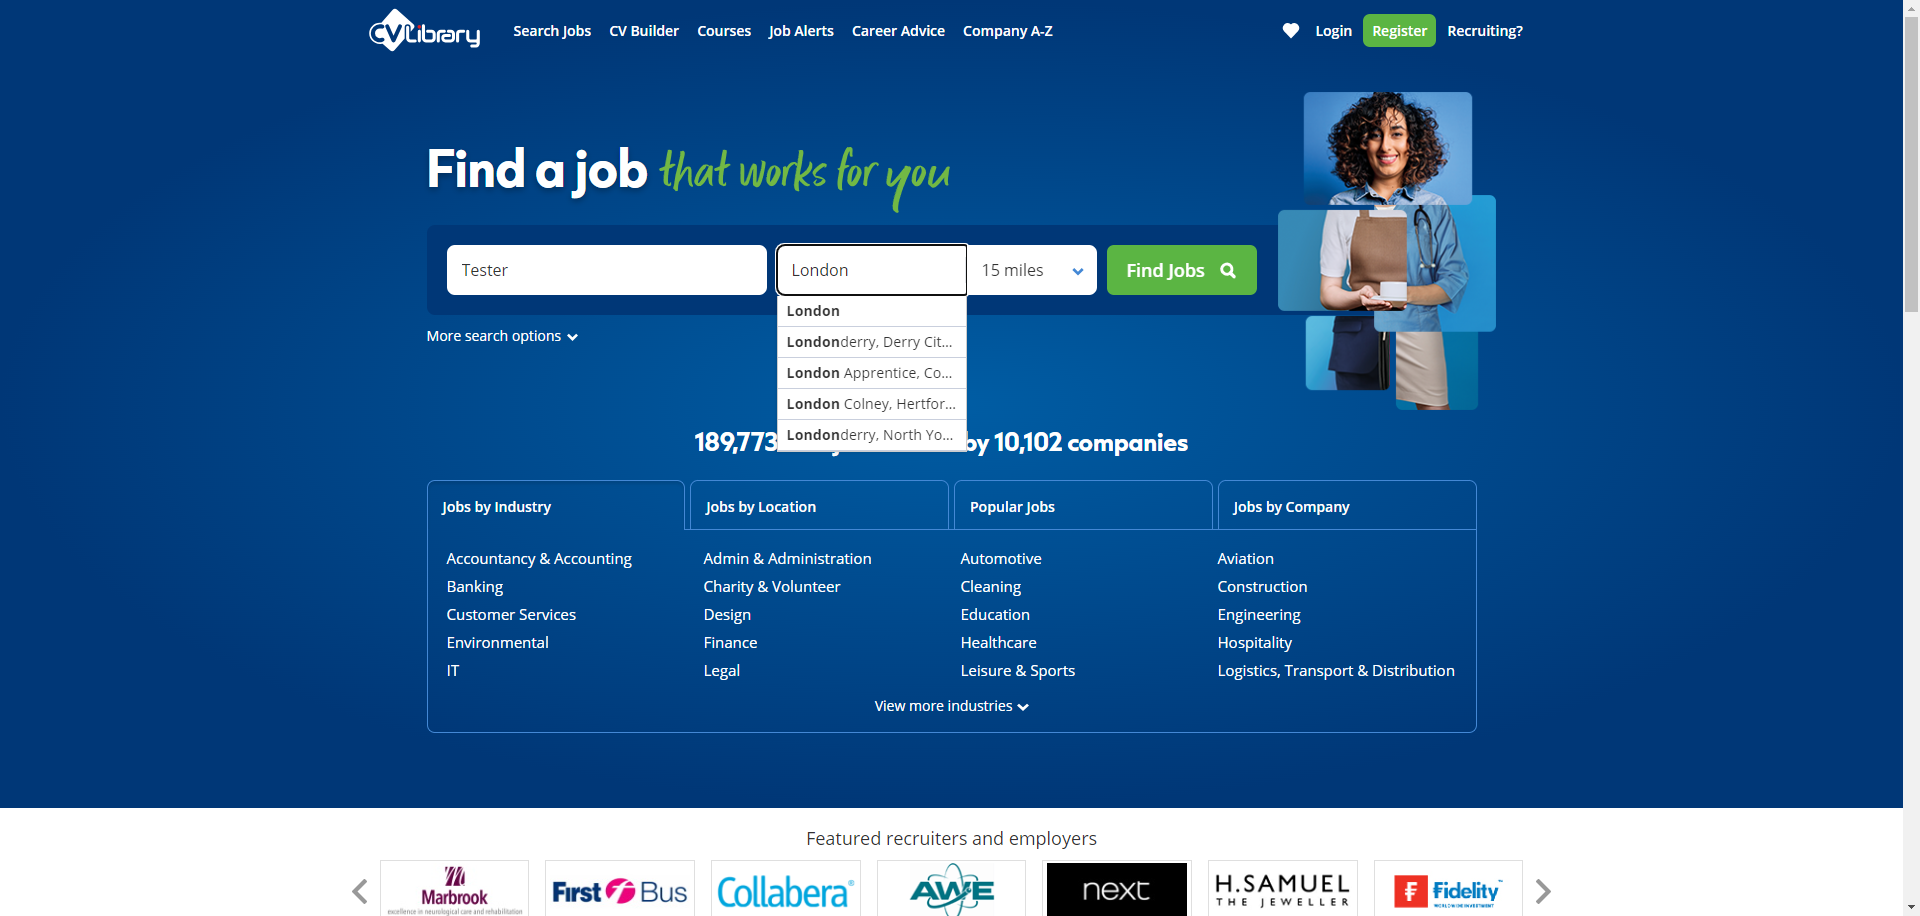 CVLibrary
Search Jobs
CV Builder
Courses
Job Alerts
Career Advice
Company A-Z
Login
Register
Recruiting?
Find a job that works for you
Tester
London
15 miles
Find Jobs
London
Londonderry, Derry Cit...
London Apprentice, Co...
London Colney, Hertfor...
Londonderry, North Yo...
More search options
189,773
by 10,102 companies
Jobs by Industry
Jobs by Location
Popular Jobs
Jobs by Company
Accountancy & Accounting
Admin & Administration
Automotive
Aviation
Banking
Charity & Volunteer
Cleaning
Construction
Customer Services
Design
Education
Engineering
Environmental
Finance
Healthcare
Hospitality
IT
Legal
Leisure & Sports
Logistics, Transport & Distribution
View more industries
Featured recruiters and employers
Marbrook
excellence in neurological care and rehabilitation
First Bus
Collabera
AWE
next
H.SAMUEL
THE JEWELLER
Fidelity
WORLDWIDE INVESTMENT